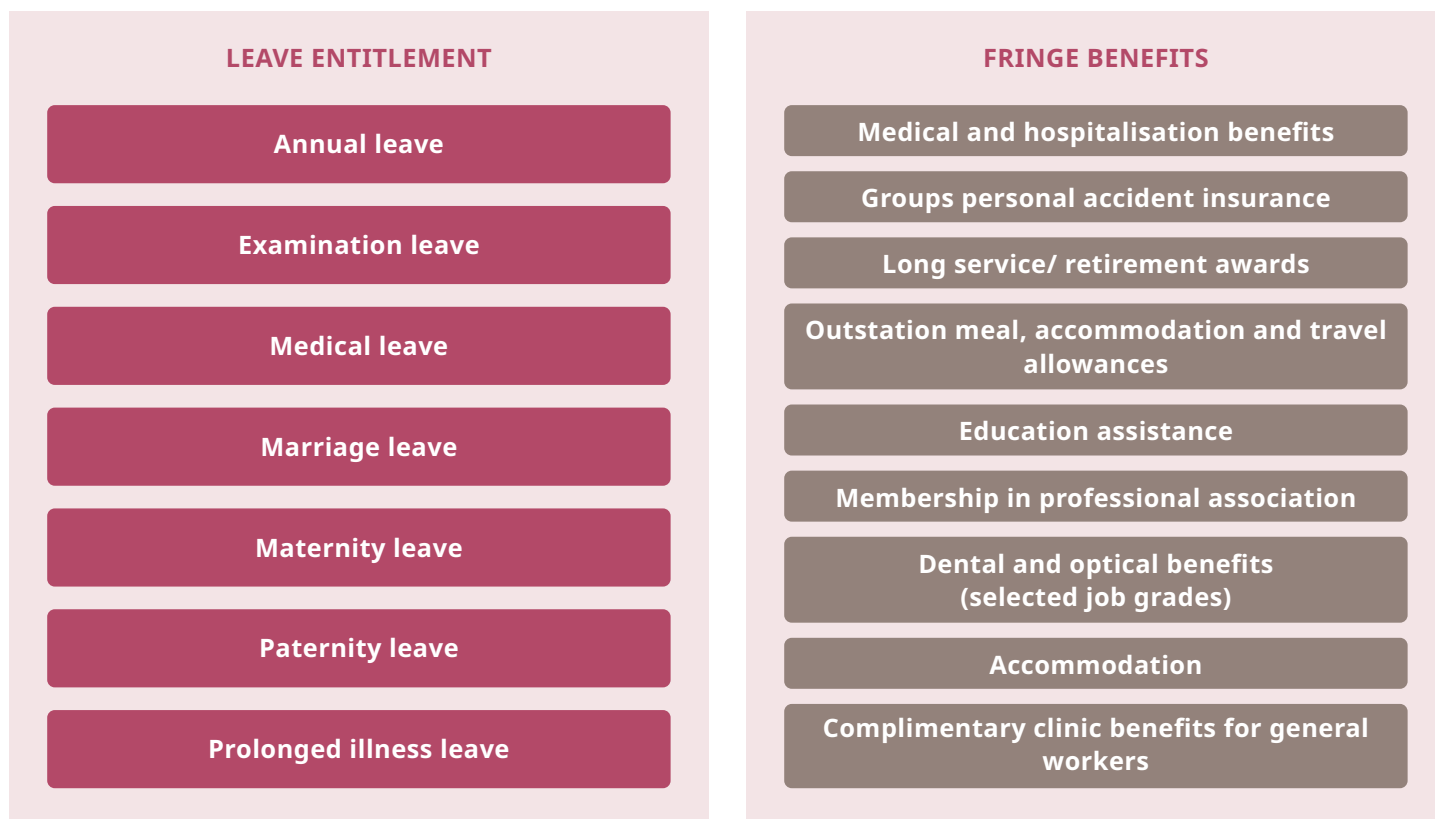 LEAVE ENTITLEMENT
Annual leave
Examination leave
Medical leave
Marriage leave
Maternity leave
Paternity leave
Prolonged illness leave
FRINGE BENEFITS
Medical and hospitalisation benefits
Groups personal accident insurance
Long service/ retirement awards
Outstation meal, accommodation and travel
allowances
Education assistance
Membership in professional association
Dental and optical benefits
(selected job grades)
Accommodation
Complimentary clinic benefits for general
workers